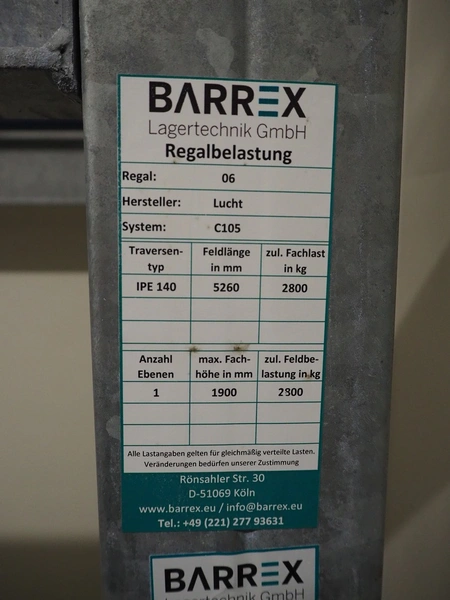 BARREX
Lagertechnik GmbH
Regalbelastung
Regal: 06
Hersteller: Lucht
System: C105
Traversen- Feldlänge zul. Fachlast
typ in mm in kg
IPE 140 5260 2800
Anzahl max. Fach- zul. Feldbe-
Ebenen höhe in mm lastung in kg
1 1900 2800
Alle Lastangaben gelten für gleichmäßig verteilte Lasten.
Veränderungen bedürfen unserer Zustimmung
Rönsahler Str. 30
D-51069 Köln
www.barrex.eu / info@barrex.eu
Tel.: +49 (221) 277 93631
BARREX
Lagertechnik GmbH